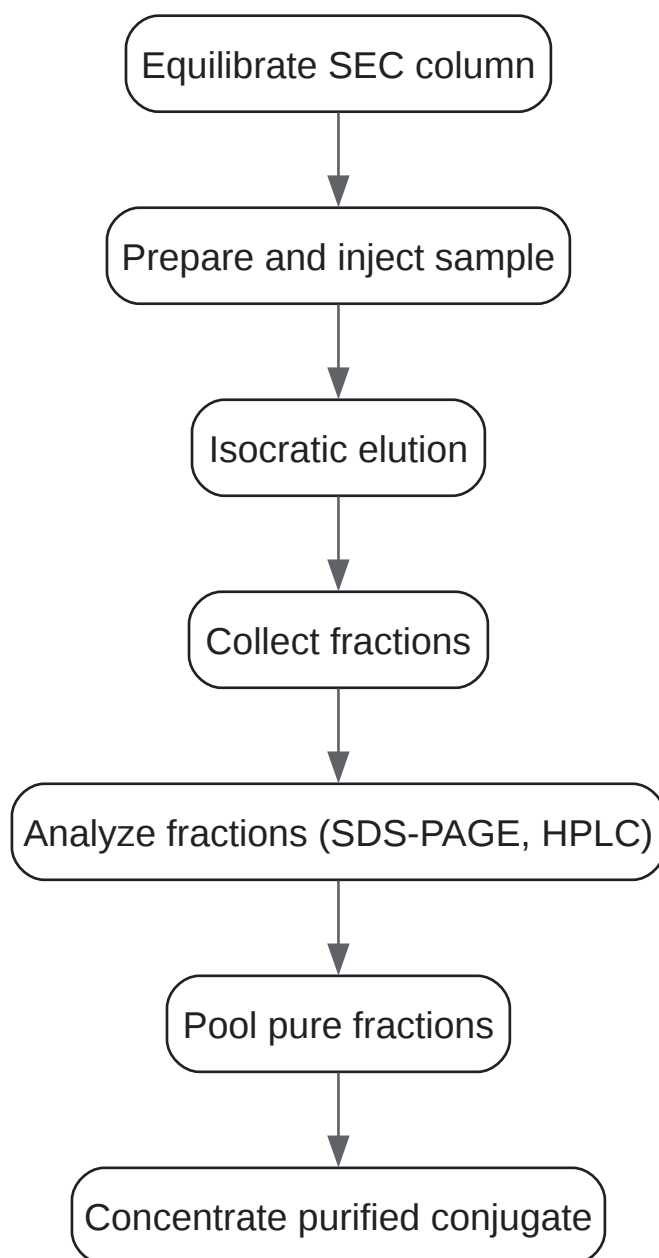 Equilibrate SEC column
Prepare and inject sample
Isocratic elution
Collect fractions
Analyze fractions (SDS-PAGE, HPLC)
Pool pure fractions
Concentrate purified conjugate